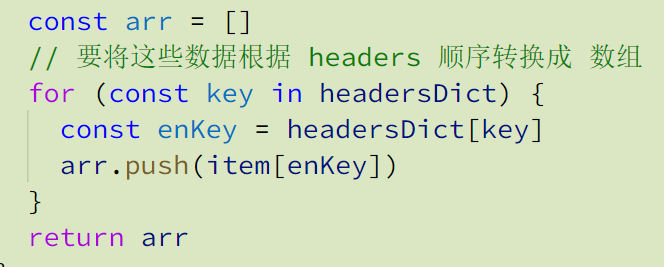 const arr = []
// 要将这些数据根据 headers 顺序转换成 数组
for (const key in headersDict) {
const enKey = headersDict[key]
arr.push(item[enKey])
}
return arr